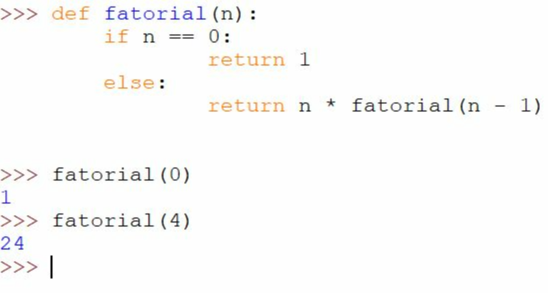 >>> def fatorial(n):
        if n == 0:
                return 1
        else:
                return n * fatorial(n - 1)
>>> fatorial(0)
1
>>> fatorial(4)
24
>>>